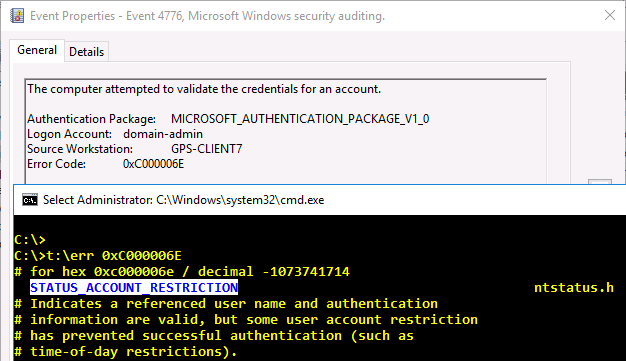 Event Properties - Event 4776, Microsoft Windows security auditing.
General
Details
The computer attempted to validate the credentials for an account.
Authentication Package: MICROSOFT_AUTHENTICATION_PACKAGE_V1_0
Logon Account: domain-admin
Source Workstation: GPS-CLIENT7
Error Code: 0xC000006E
C:\.
Select Administrator: C:\Windows\system32\cmd.exe
C:\>
C:\>t:\err 0xC000006E
# for hex 0xc000006e / decimal -1073741714
STATUS_ACCOUNT_RESTRICTION ntstatus.h
# Indicates a referenced user name and authentication
# information are valid, but some user account restriction
# has prevented successful authentication (such as
# time-of-day restrictions).